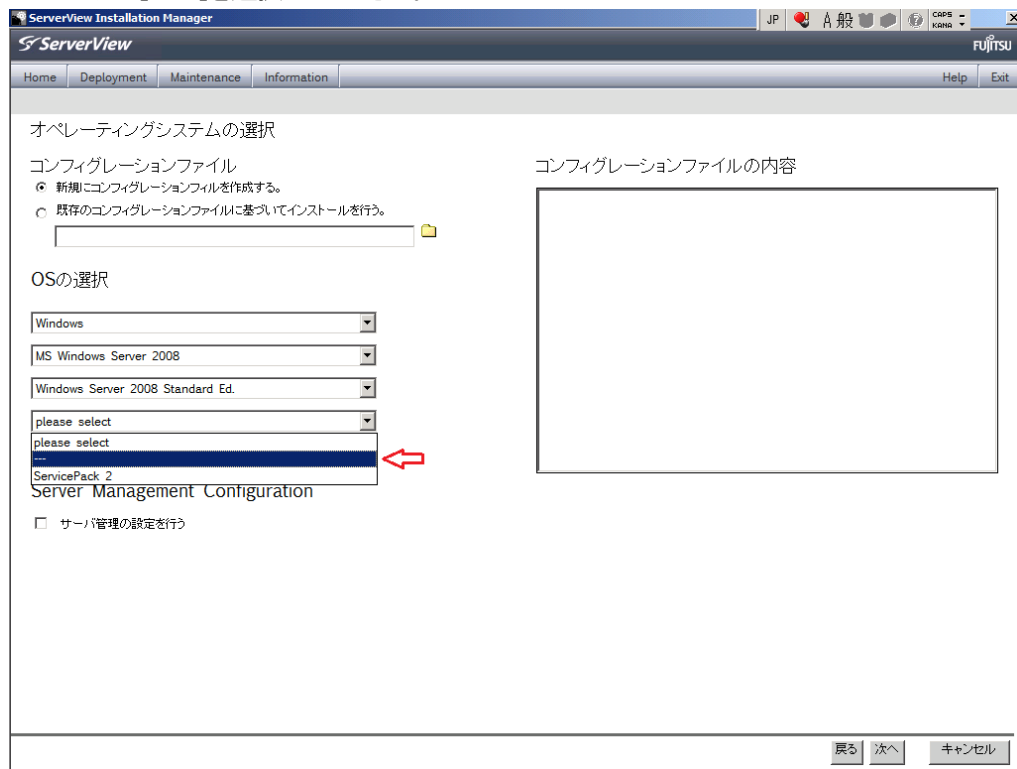 ServerView Installation Manager
JP A 般 CAPS KANA
ServerView
FUJITSU
Home Deployment Maintenance Information Help Exit
オペレーティングシステムの選択
コンフィグレーションファイル
新規にコンフィグレーションフィルを作成する。
既存のコンフィグレーションファイルに基づいてインストールを行う。
コンフィグレーションファイルの内容
OSの選択
Windows
MS Windows Server 2008
Windows Server 2008 Standard Ed.
please select
please select
---
ServicePack 2
Server Management Configuration
サーバ管理の設定を行う
戻る 次へ キャンセル